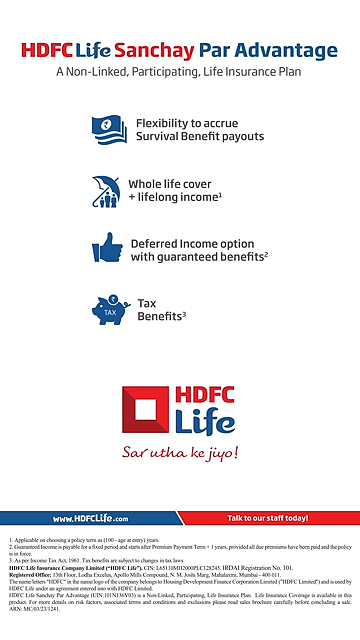 HDFC Life Sanchay Par Advantage
A Non-Linked, Participating, Life Insurance Plan
Flexibility to accrue
Survival Benefit payouts
Whole life cover
+ lifelong income1
Deferred Income option
with guaranteed benefits2
TAX
Tax
Benefits3
HDFC
Life
Sar utha ke jiyo!
www.HDFCLife.com
Talk to our staff today!
1. Applicable on choosing a policy term as (100 - age at entry) years.
2. Guaranteed Income is payable for a fixed period and starts after Premium Payment Term + 1 years, provided all due premiums have been paid and the policy
is in force.
3. As per Income Tax Act, 1961. Tax benefits are subject to changes in tax laws.
HDFC Life Insurance Company Limited ("HDFC Life"). CIN: L65110MH2000PLC128245. IRDAI Registration No. 101.
Registered Office: 13th Floor, Lodha Excelus, Apollo Mills Compound, N. M. Joshi Marg, Mahalaxmi, Mumbai - 400 011.
The name/letters "HDFC" in the name/logo of the company belongs to Housing Development Finance Corporation Limited ("HDFC Limited") and is used by
HDFC Life under an agreement entered into with HDFC Limited.
HDFC Life Sanchay Par Advantage (UIN: 101N136V03) is a Non-Linked, Participating, Life Insurance Plan. Life Insurance Coverage is available in this
product. For more details on risk factors, associated terms and conditions and exclusions please read sales brochure carefully before concluding a sale.
ARN: MC/03/23/1241.